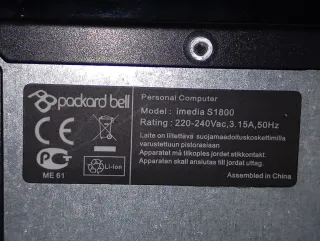 packard bell
Personal Computer
Model : imedia S1800
Rating : 220-240Vac,3.15A,50Hz
Laite on liitettävä suojamaadoituskoskettimilla
varustettuun pistorasiaan
Apparatet må tilkoples jordet stikkontakt.
Apparaten skall anslutas till jordat uttag.
ME 61
Li-Ion
Assembled in China